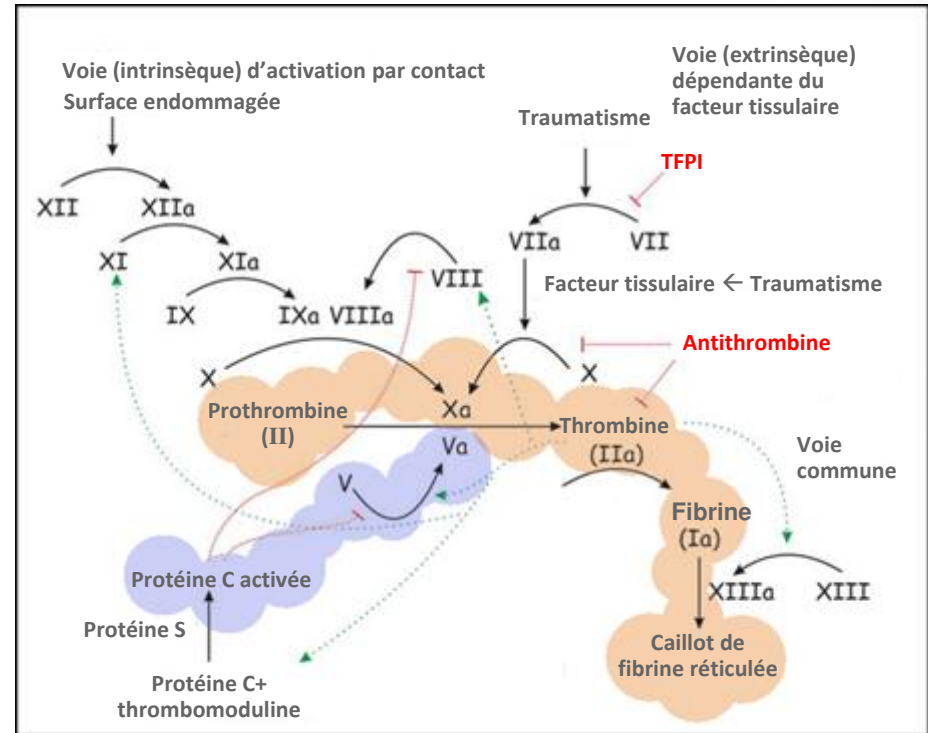 Voie (intrinsèque) d’activation par contact
Surface endommagée
Voie (extrinsèque)
dépendante du
facteur tissulaire
Traumatisme
TFPI
XII
XIIa
VIIa
VII
XI
XIa
VIII
Facteur tissulaire ← Traumatisme
IX
IXa VIIIa
Antithrombine
X
X
Prothrombine
(II)
Xa
Thrombine
(IIa)
Va
Voie
commune
V
Fibrine
(Ia)
Protéine C activée
XIIIa
XIII
Protéine S
Caillot de
fibrine réticulée
Protéine C+
thrombomoduline